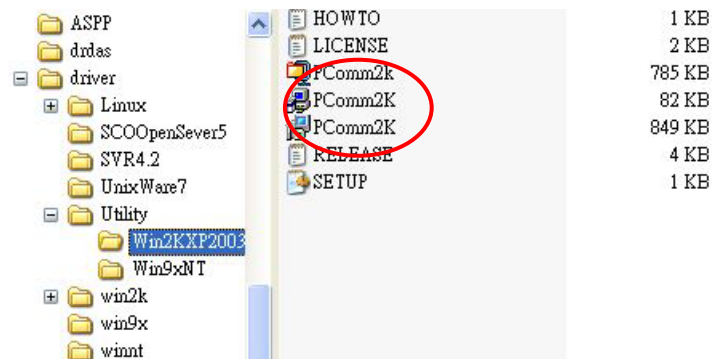 ASPP
drdas
driver
Linux
SCOOpenSever5
SVR4.2
UnixWare7
Utility
Win2KXP2003
Win9xNT
win2k
win9x
winnt
HOWTO 1 KB
LICENSE 2 KB
PComm2k 785 KB
PComm2K 82 KB
PComm2K 849 KB
RELEASE 4 KB
SETUP 1 KB